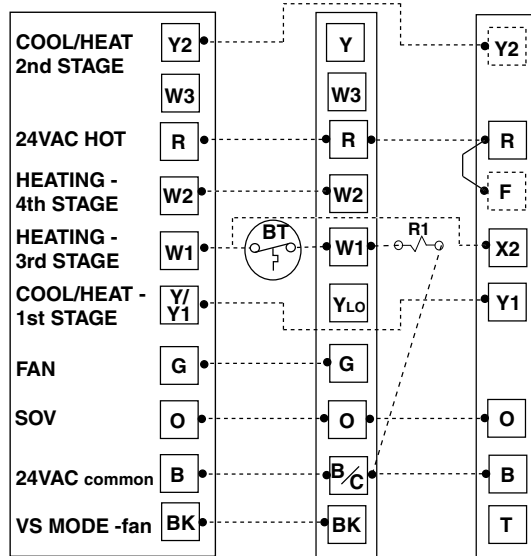 COOL/HEAT Y2 Y Y2
2nd STAGE
W3 W3
24VAC HOT R R R
HEATING - W2 W2 F
4th STAGE
BT R1
HEATING - W1 W1 X2
3rd STAGE
COOL/HEAT - Y/ YLO Y1
1st STAGE Y1
FAN G G
SOV O O O
24VAC common B B/C B
VS MODE -fan BK BK T